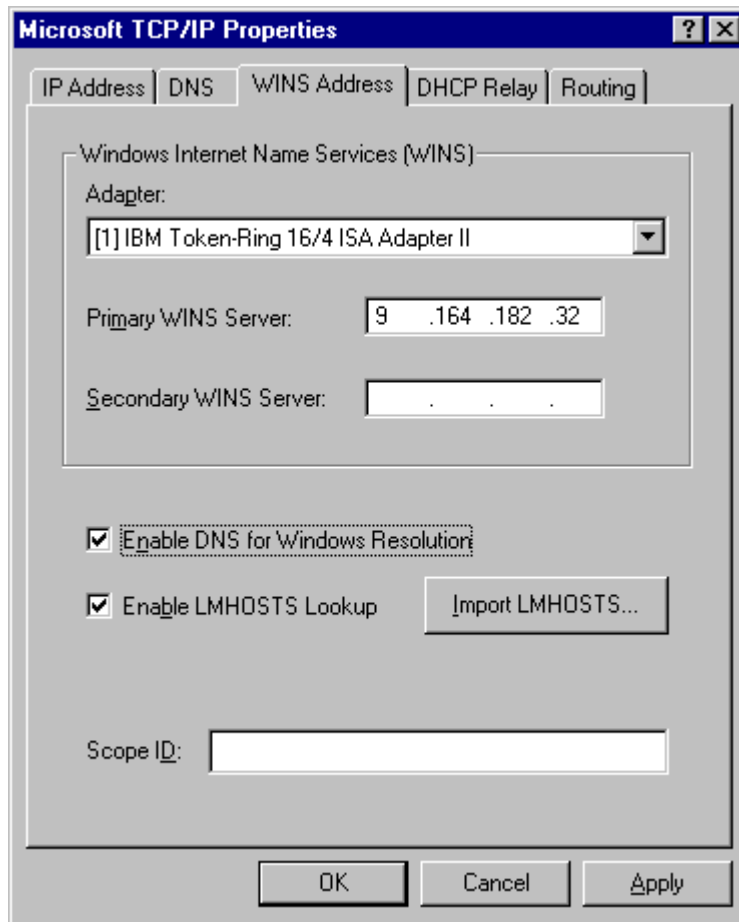 Microsoft TCP/IP Properties
IP Address DNS WINS Address DHCP Relay Routing
Windows Internet Name Services (WINS)
Adapter:
[1] IBM Token-Ring 16/4 ISA Adapter II
Primary WINS Server: 9 .164 .182 .32
Secondary WINS Server: . . .
Enable DNS for Windows Resolution
Enable LMHOSTS Lookup Import LMHOSTS...
Scope ID:
OK Cancel Apply